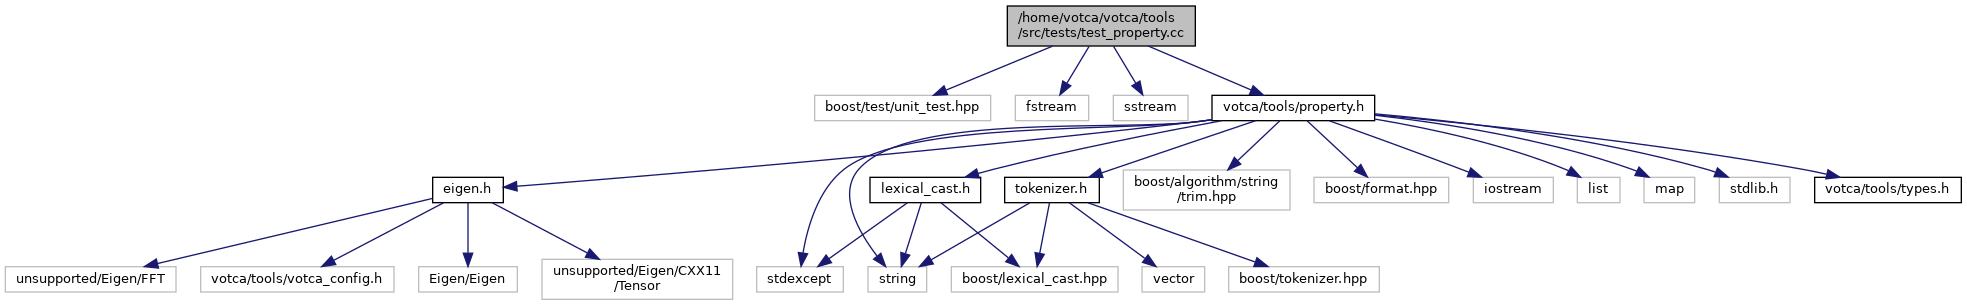 /home/votca/votca/tools
/src/tests/test_property.cc
boost/test/unit_test.hpp
fstream
sstream
votca/tools/property.h
eigen.h
lexical_cast.h
tokenizer.h
boost/algorithm/string
/trim.hpp
boost/format.hpp
iostream
list
map
stdlib.h
votca/tools/types.h
unsupported/Eigen/FFT
votca/tools/votca_config.h
Eigen/Eigen
unsupported/Eigen/CXX11
/Tensor
stdexcept
string
boost/lexical_cast.hpp
vector
boost/tokenizer.hpp